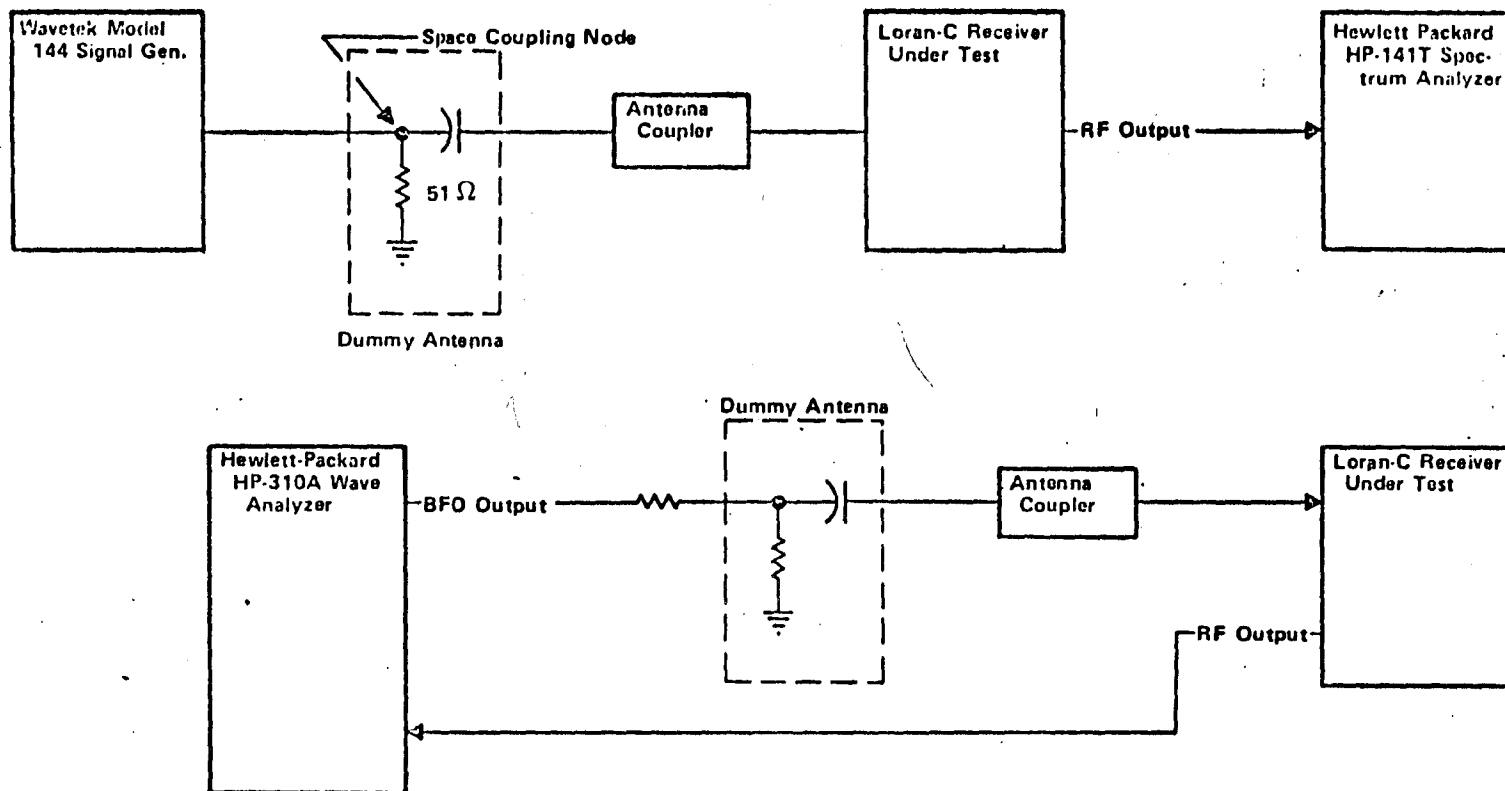 Wavetek Model
144 Signal Gen.
Space Coupling Node
51 Ω
Dummy Antenna
Antenna
Coupler
Loran-C Receiver
Under Test
RF Output
Hewlett Packard
HP-141T Spec-
trum Analyzer
Hewlett-Packard
HP-310A Wave
Analyzer
BFO Output
Dummy Antenna
Antenna
Coupler
Loran-C Receiver
Under Test
RF Output